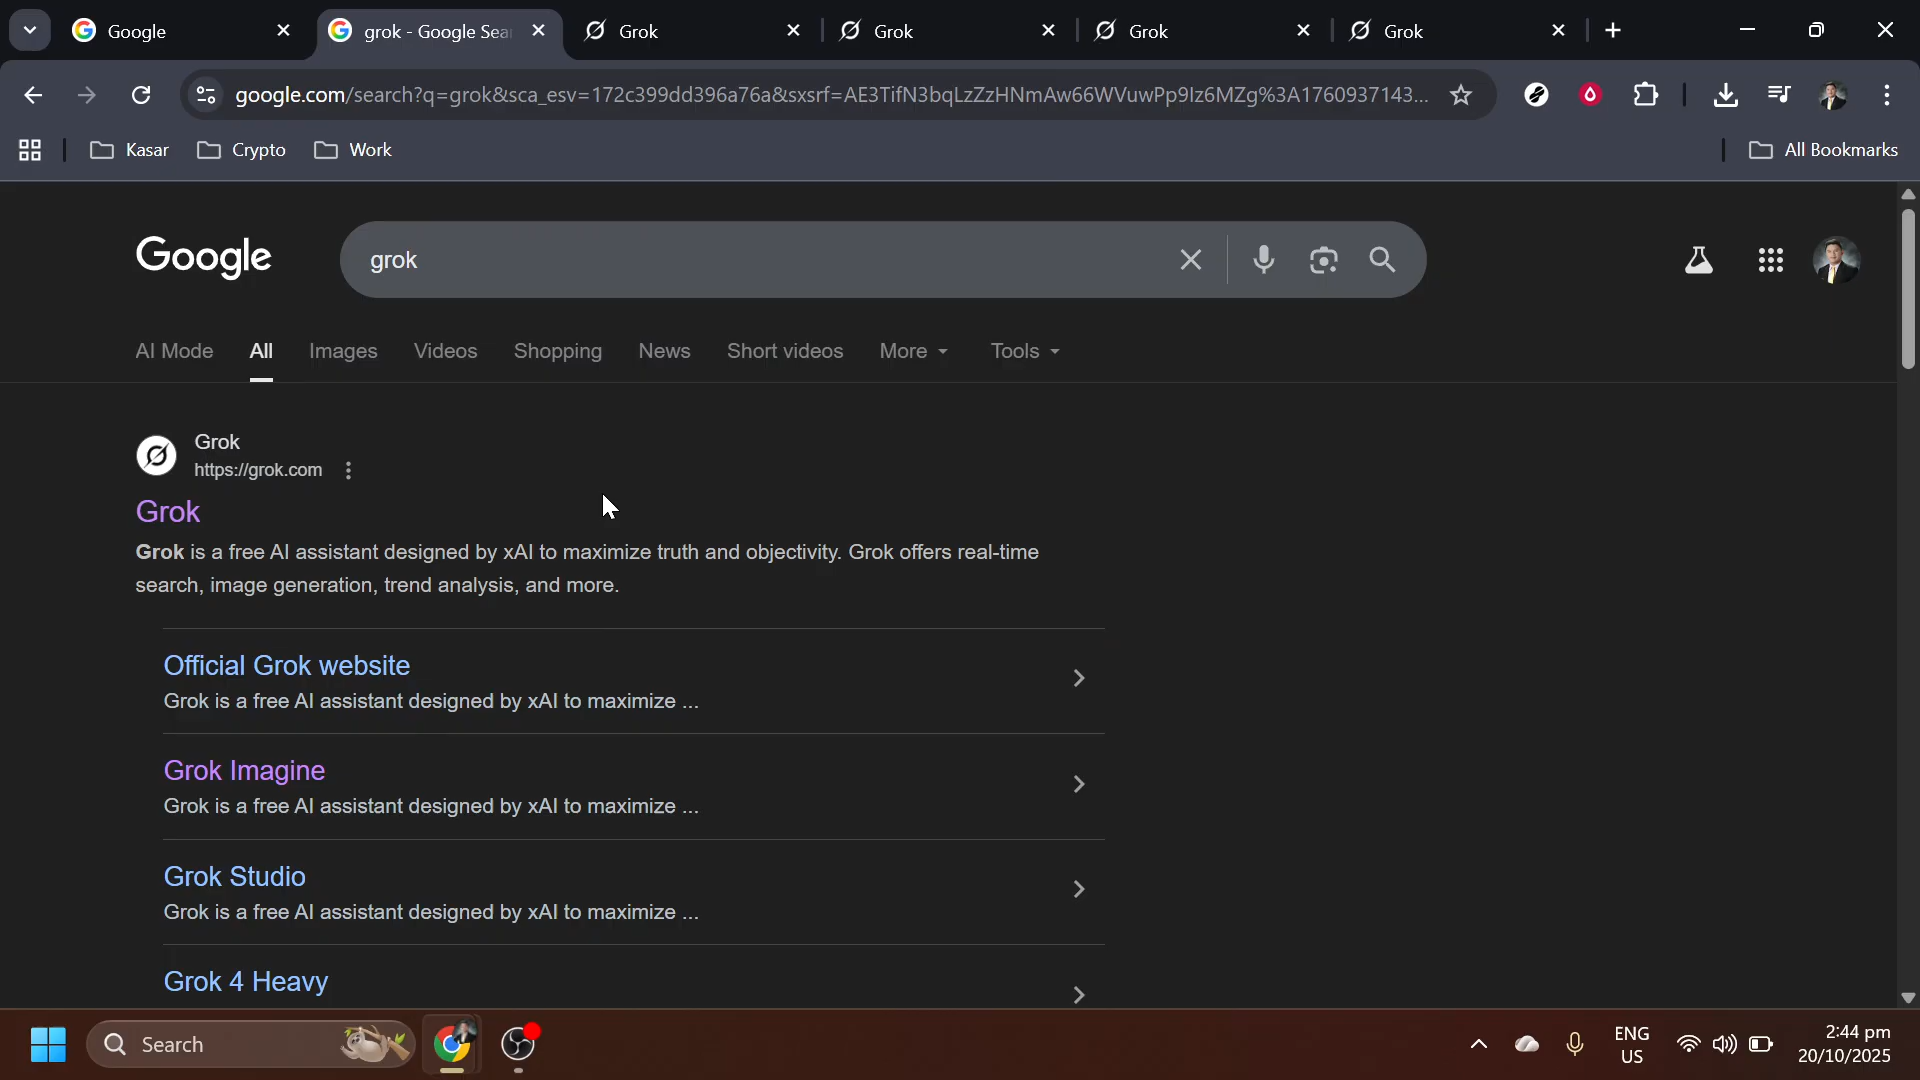 Google
grok - Google Sea
Grok
Grok
Grok
Grok
google.com/search?q=grok&sca_esv=172c399dd396a76a&sxsrf=AE3TifN3bqLzZzHNmAw66WVuwPp9Iz6MZg%3A1760937143...
Kasar
Crypto
Work
All Bookmarks
Google
grok
AI Mode
All
Images
Videos
Shopping
News
Short videos
More
Tools
Grok
https://grok.com
Grok
Grok is a free AI assistant designed by xAI to maximize truth and objectivity. Grok offers real-time
search, image generation, trend analysis, and more.
Official Grok website
Grok is a free AI assistant designed by xAI to maximize ...
Grok Imagine
Grok is a free AI assistant designed by xAI to maximize ...
Grok Studio
Grok is a free AI assistant designed by xAI to maximize ...
Grok 4 Heavy
Search
ENG
US
2:44 pm
20/10/2025